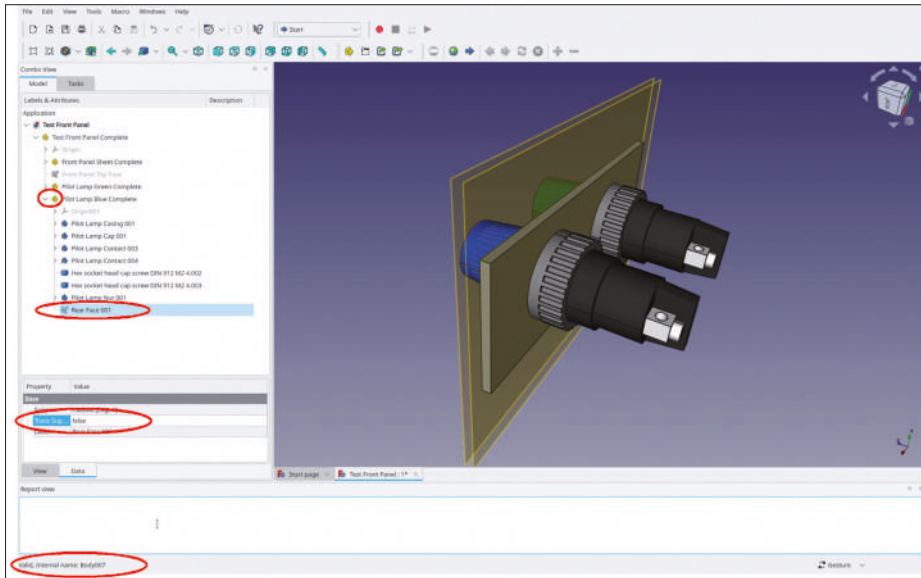 File Edit View Tools Macro Windows Help
Start
Combo View
Model Tasks
Labels & Attributes Description
Application
Test Front Panel
Test Front Panel Complete
Origin
Front Panel Sheet Complete
Front Panel Top Face
Pilot Lamp Green Complete
Pilot Lamp Blue Complete
Origin007
Pilot Lamp Casing 001
Pilot Lamp Cap 001
Pilot Lamp Contact 003
Pilot Lamp Contact 004
Hex socket head cap screw DIN 912 M2-4.002
Hex socket head cap screw DIN 912 M2-4.003
Pilot Lamp Nut 001
Rear Face 001
Property Value
Base
false
View Data
Start page Test Front Panel : 1*
Report view
Valid, Internal name: Body007
Gesture